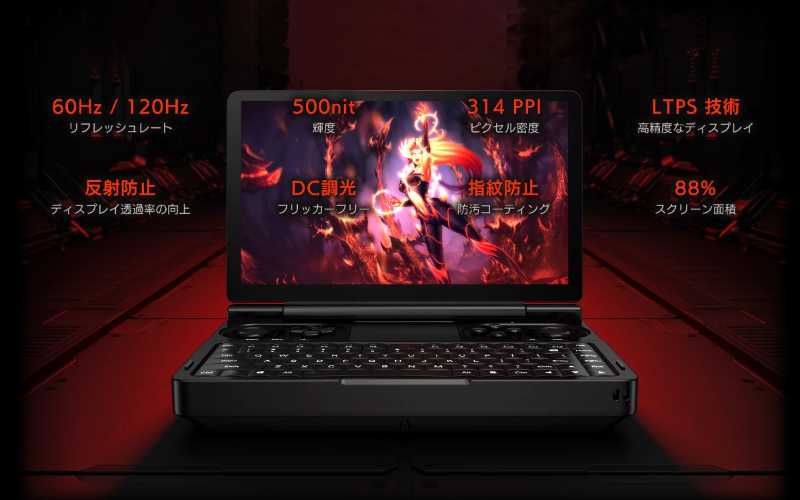 60Hz / 120Hz
リフレッシュレート
500nit
輝度
314 PPI
ピクセル密度
LTPS 技術
高精度なディスプレイ
反射防止
ディスプレイ透過率の向上
DC調光
フリッカーフリー
指紋防止
防汚コーティング
88%
スクリーン面積